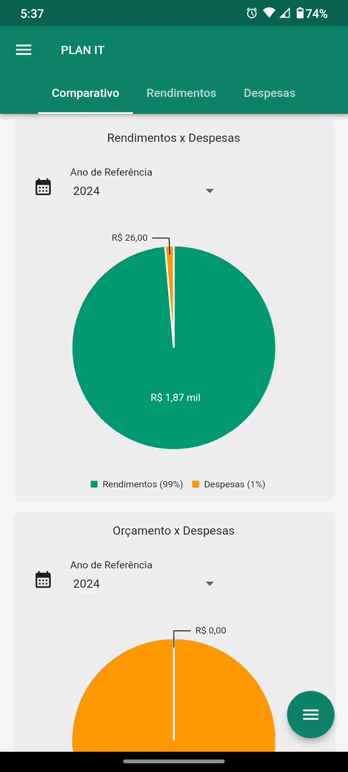 5:37
74%
PLAN IT
Comparativo
Rendimentos
Despesas
Rendimentos x Despesas
Ano de Referência
2024
R$ 26,00
R$ 1,87 mil
Rendimentos (99%)
Despesas (1%)
Orçamento x Despesas
Ano de Referência
2024
R$ 0,00